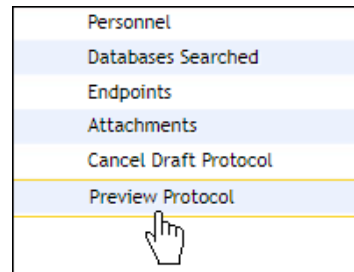 Personnel
Databases Searched
Endpoints
Attachments
Cancel Draft Protocol
Preview Protocol